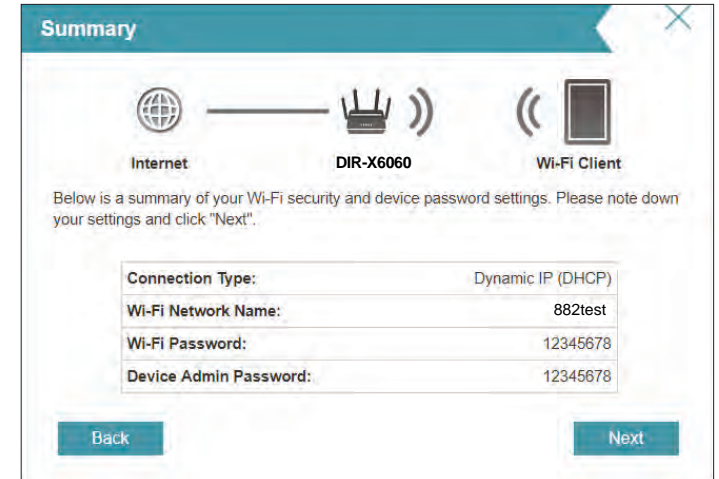 Summary
Internet
DIR-X6060
Wi-Fi Client
Below is a summary of your Wi-Fi security and device password settings. Please note down
your settings and click "Next".
Connection Type: Dynamic IP (DHCP)
Wi-Fi Network Name: 882test
Wi-Fi Password: 12345678
Device Admin Password: 12345678
Back
Next